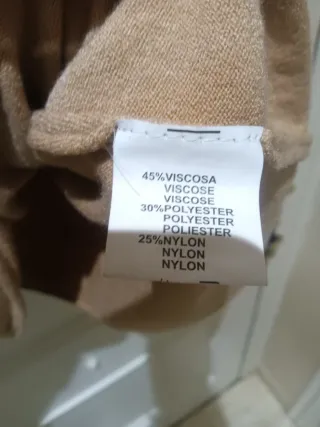 45%VISCOSA
VISCOSE
VISCOSE
30%POLYESTER
POLYESTER
POLIESTER
25%NYLON
NYLON
NYLON